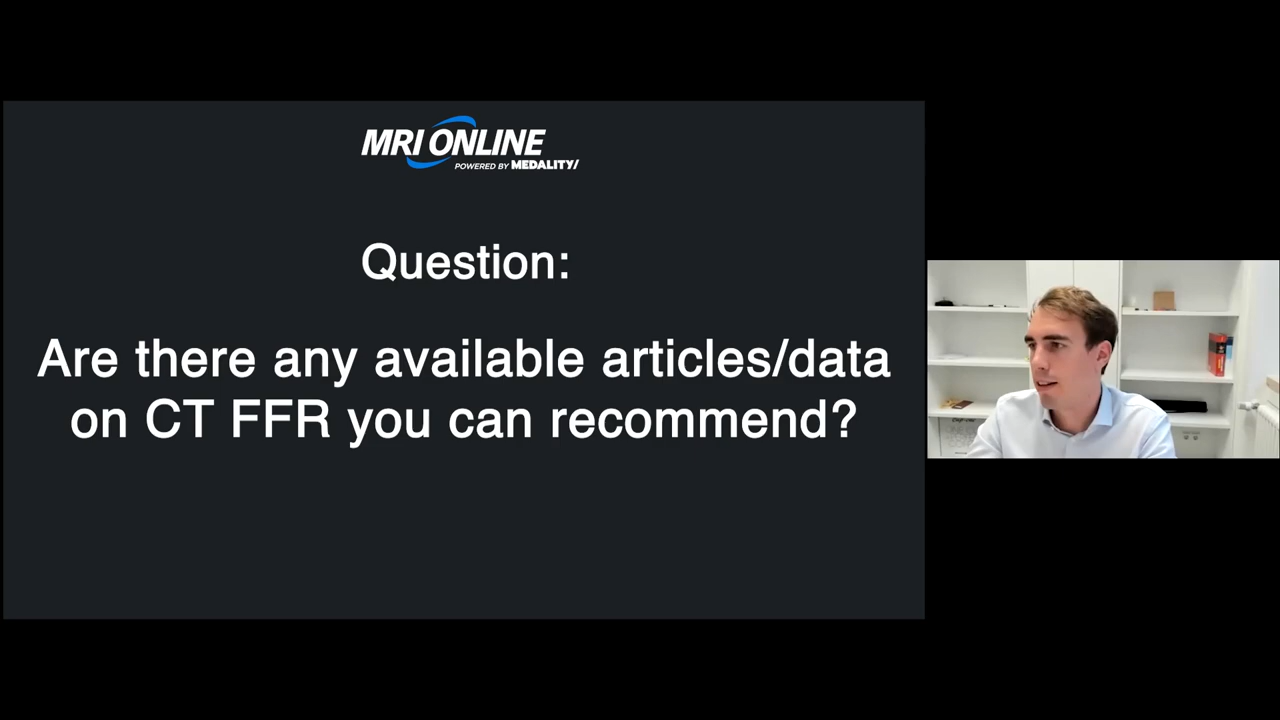 MRI ONLINE
POWERED BY MEDALITY/
Question:
Are there any available articles/data
on CT FFR you can recommend?